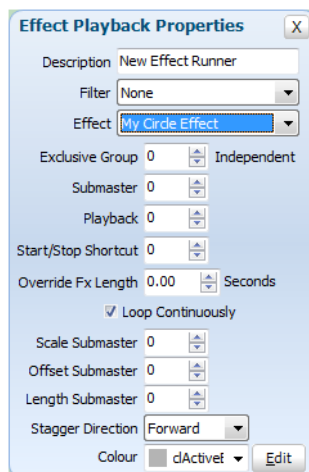 Effect Playback Properties X
Description New Effect Runner
Filter None
Effect My Circle Effect
Exclusive Group 0 Independent
Submaster 0
Playback 0
Start/Stop Shortcut 0
Override Fx Length 0.00 Seconds
Loop Continuously
Scale Submaster 0
Offset Submaster 0
Length Submaster 0
Stagger Direction Forward
Colour Edit